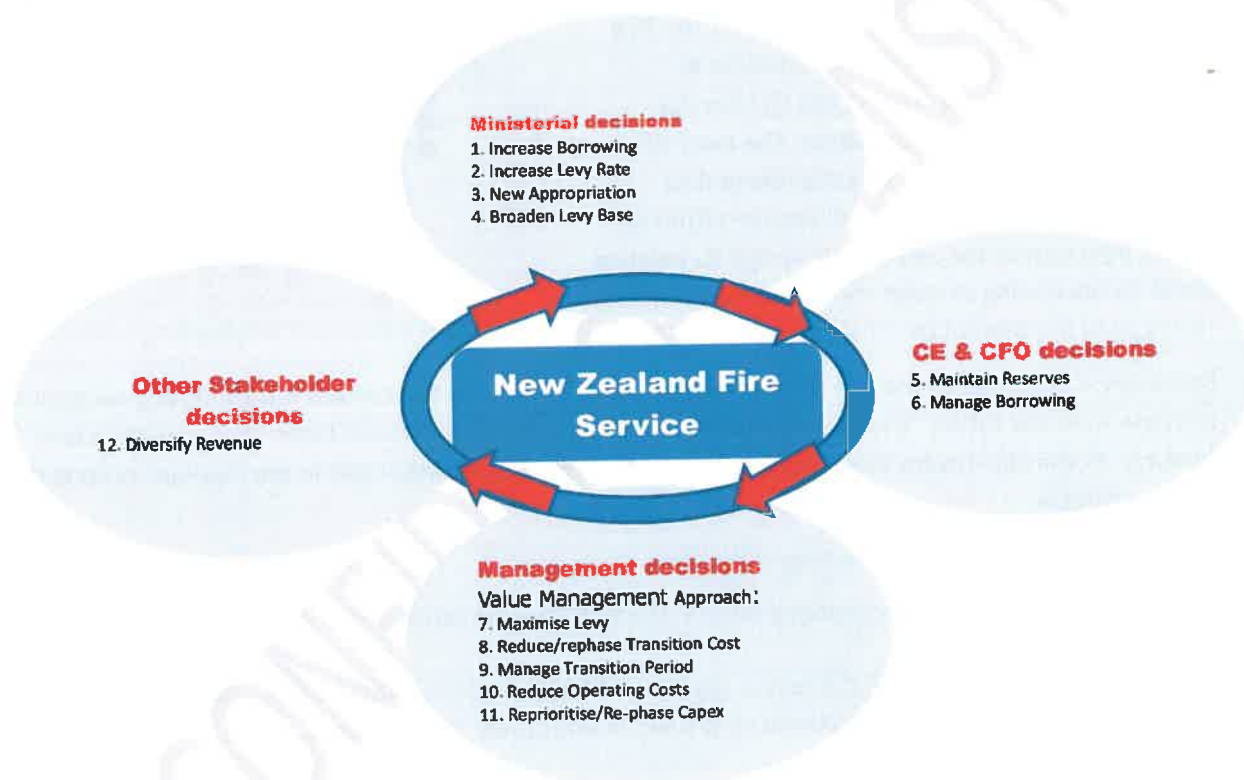 Ministerial decisions
1. Increase Borrowing
2. Increase Levy Rate
3. New Appropriation
4. Broaden Levy Base
CE & CFO decisions
5. Maintain Reserves
6. Manage Borrowing
New Zealand Fire
Service
Other Stakeholder
decisions
12. Diversify Revenue
Management decisions
Value Management Approach:
7. Maximise Levy
8. Reduce/rephase Transition Cost
9. Manage Transition Period
10. Reduce Operating Costs
11. Reprioritise/Re-phase Capex